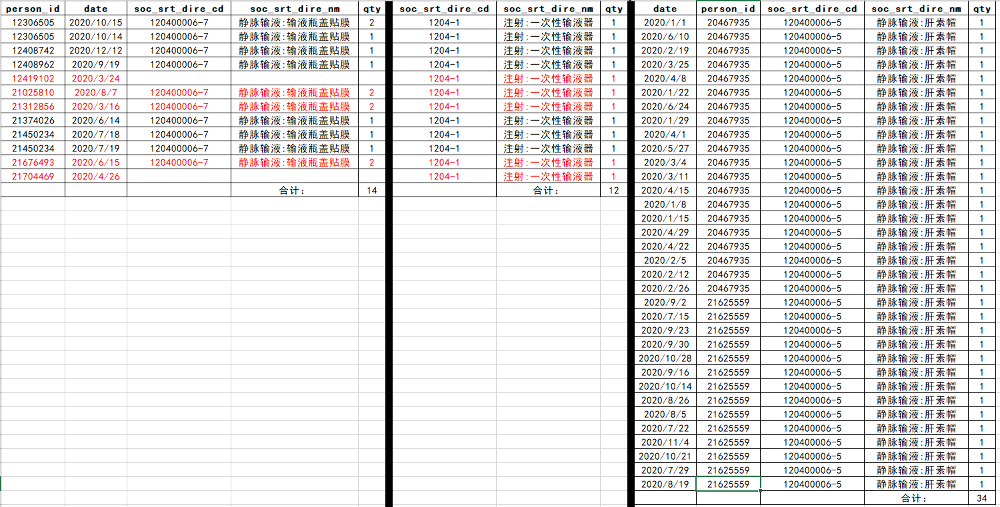 person_id date soc_srt_dire_cd soc_srt_dire_nm qty soc_srt_dire_cd soc_srt_dire_nm qty date person_id soc_srt_dire_cd soc_srt_dire_nm qty
12306505 2020/10/15 120400006-7 静脉输液:输液瓶盖贴膜 2 1204-1 注射:一次性输液器 1 2020/1/1 20467935 120400006-5 静脉输液:肝素帽 1
12306505 2020/10/14 120400006-7 静脉输液:输液瓶盖贴膜 1 1204-1 注射:一次性输液器 1 2020/6/10 20467935 120400006-5 静脉输液:肝素帽 1
12408742 2020/12/12 120400006-7 静脉输液:输液瓶盖贴膜 1 1204-1 注射:一次性输液器 1 2020/2/19 20467935 120400006-5 静脉输液:肝素帽 1
12408962 2020/9/19 120400006-7 静脉输液:输液瓶盖贴膜 1 1204-1 注射:一次性输液器 1 2020/3/25 20467935 120400006-5 静脉输液:肝素帽 1
12419102 2020/3/24 1204-1 注射:一次性输液器 1 2020/4/8 20467935 120400006-5 静脉输液:肝素帽 1
21025810 2020/8/7 120400006-7 静脉输液:输液瓶盖贴膜 2 1204-1 注射:一次性输液器 1 2020/1/22 20467935 120400006-5 静脉输液:肝素帽 1
21312856 2020/3/16 120400006-7 静脉输液:输液瓶盖贴膜 2 1204-1 注射:一次性输液器 1 2020/6/24 20467935 120400006-5 静脉输液:肝素帽 1
21374026 2020/6/14 120400006-7 静脉输液:输液瓶盖贴膜 1 1204-1 注射:一次性输液器 1 2020/1/29 20467935 120400006-5 静脉输液:肝素帽 1
21450234 2020/7/18 120400006-7 静脉输液:输液瓶盖贴膜 1 1204-1 注射:一次性输液器 1 2020/4/1 20467935 120400006-5 静脉输液:肝素帽 1
21450234 2020/7/19 120400006-7 静脉输液:输液瓶盖贴膜 1 1204-1 注射:一次性输液器 1 2020/5/27 20467935 120400006-5 静脉输液:肝素帽 1
21676493 2020/6/15 120400006-7 静脉输液:输液瓶盖贴膜 2 1204-1 注射:一次性输液器 1 2020/3/4 20467935 120400006-5 静脉输液:肝素帽 1
21704469 2020/4/26 1204-1 注射:一次性输液器 1 2020/3/11 20467935 120400006-5 静脉输液:肝素帽 1
合计: 14 合计: 12 2020/4/15 20467935 120400006-5 静脉输液:肝素帽 1
2020/1/8 20467935 120400006-5 静脉输液:肝素帽 1
2020/1/15 20467935 120400006-5 静脉输液:肝素帽 1
2020/4/29 20467935 120400006-5 静脉输液:肝素帽 1
2020/4/22 20467935 120400006-5 静脉输液:肝素帽 1
2020/2/5 20467935 120400006-5 静脉输液:肝素帽 1
2020/2/12 20467935 120400006-5 静脉输液:肝素帽 1
2020/2/26 20467935 120400006-5 静脉输液:肝素帽 1
2020/9/2 21625559 120400006-5 静脉输液:肝素帽 1
2020/7/15 21625559 120400006-5 静脉输液:肝素帽 1
2020/9/23 21625559 120400006-5 静脉输液:肝素帽 1
2020/9/30 21625559 120400006-5 静脉输液:肝素帽 1
2020/10/28 21625559 120400006-5 静脉输液:肝素帽 1
2020/9/16 21625559 120400006-5 静脉输液:肝素帽 1
2020/10/14 21625559 120400006-5 静脉输液:肝素帽 1
2020/8/26 21625559 120400006-5 静脉输液:肝素帽 1
2020/8/5 21625559 120400006-5 静脉输液:肝素帽 1
2020/7/22 21625559 120400006-5 静脉输液:肝素帽 1
2020/11/4 21625559 120400006-5 静脉输液:肝素帽 1
2020/10/21 21625559 120400006-5 静脉输液:肝素帽 1
2020/7/29 21625559 120400006-5 静脉输液:肝素帽 1
2020/8/19 21625559 120400006-5 静脉输液:肝素帽 1
合计: 34